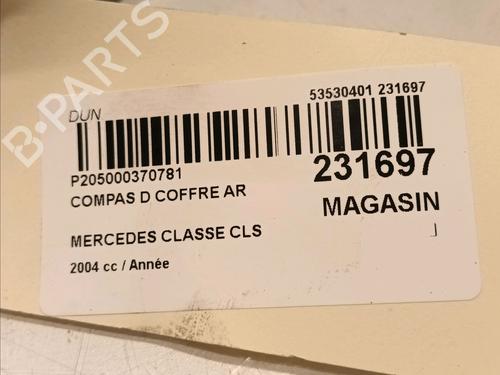 DUN
53530401 231697
P205000370781
231697
COMPAS D COFFRE AR
MAGASIN
MERCEDES CLASSE CLS
J
2004 cc / Année
B-PARTS